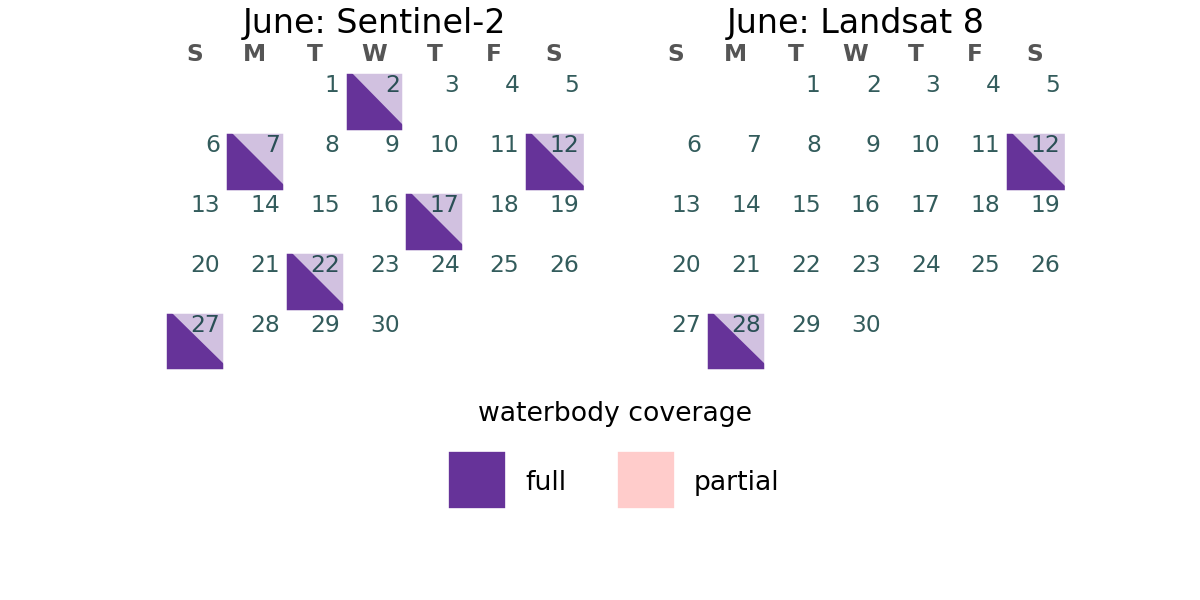 June: Sentinel-2
S M T W T F S
1 2 3 4 5
6 7 8 9 10 11 12
13 14 15 16 17 18 19
20 21 22 23 24 25 26
27 28 29 30
June: Landsat 8
S M T W T F S
1 2 3 4 5
6 7 8 9 10 11 12
13 14 15 16 17 18 19
20 21 22 23 24 25 26
27 28 29 30
waterbody coverage
full partial